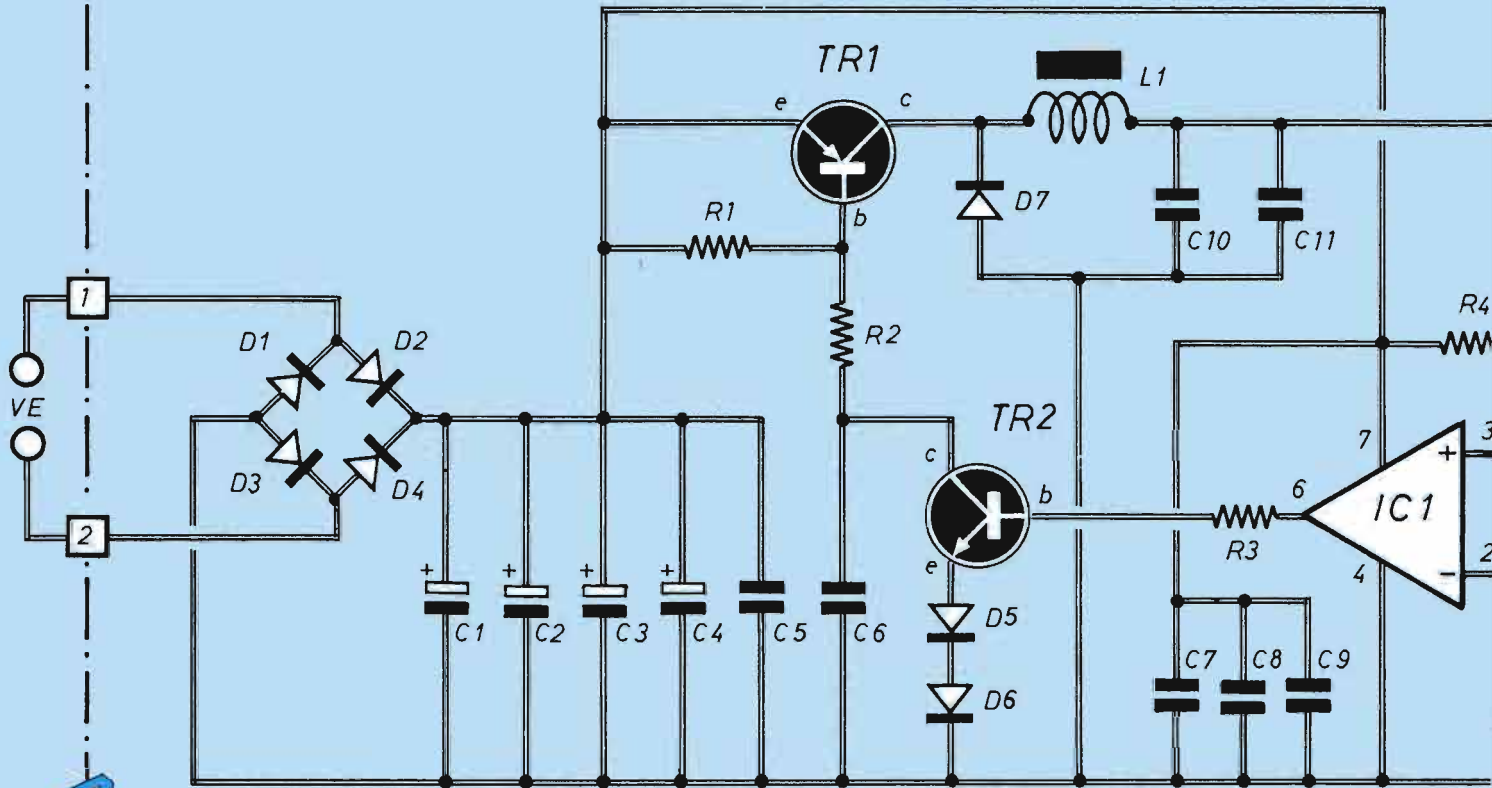 TR1
L1
e
c
b
D7
C10
C11
R1
R2
R4
1
VE
2
D1
D2
D3
D4
TR2
c
b
e
R3
6
7
4
IC1
+
3
−
2
+
C1
+
C2
+
C3
+
C4
C5
C6
D5
D6
C7
C8
C9